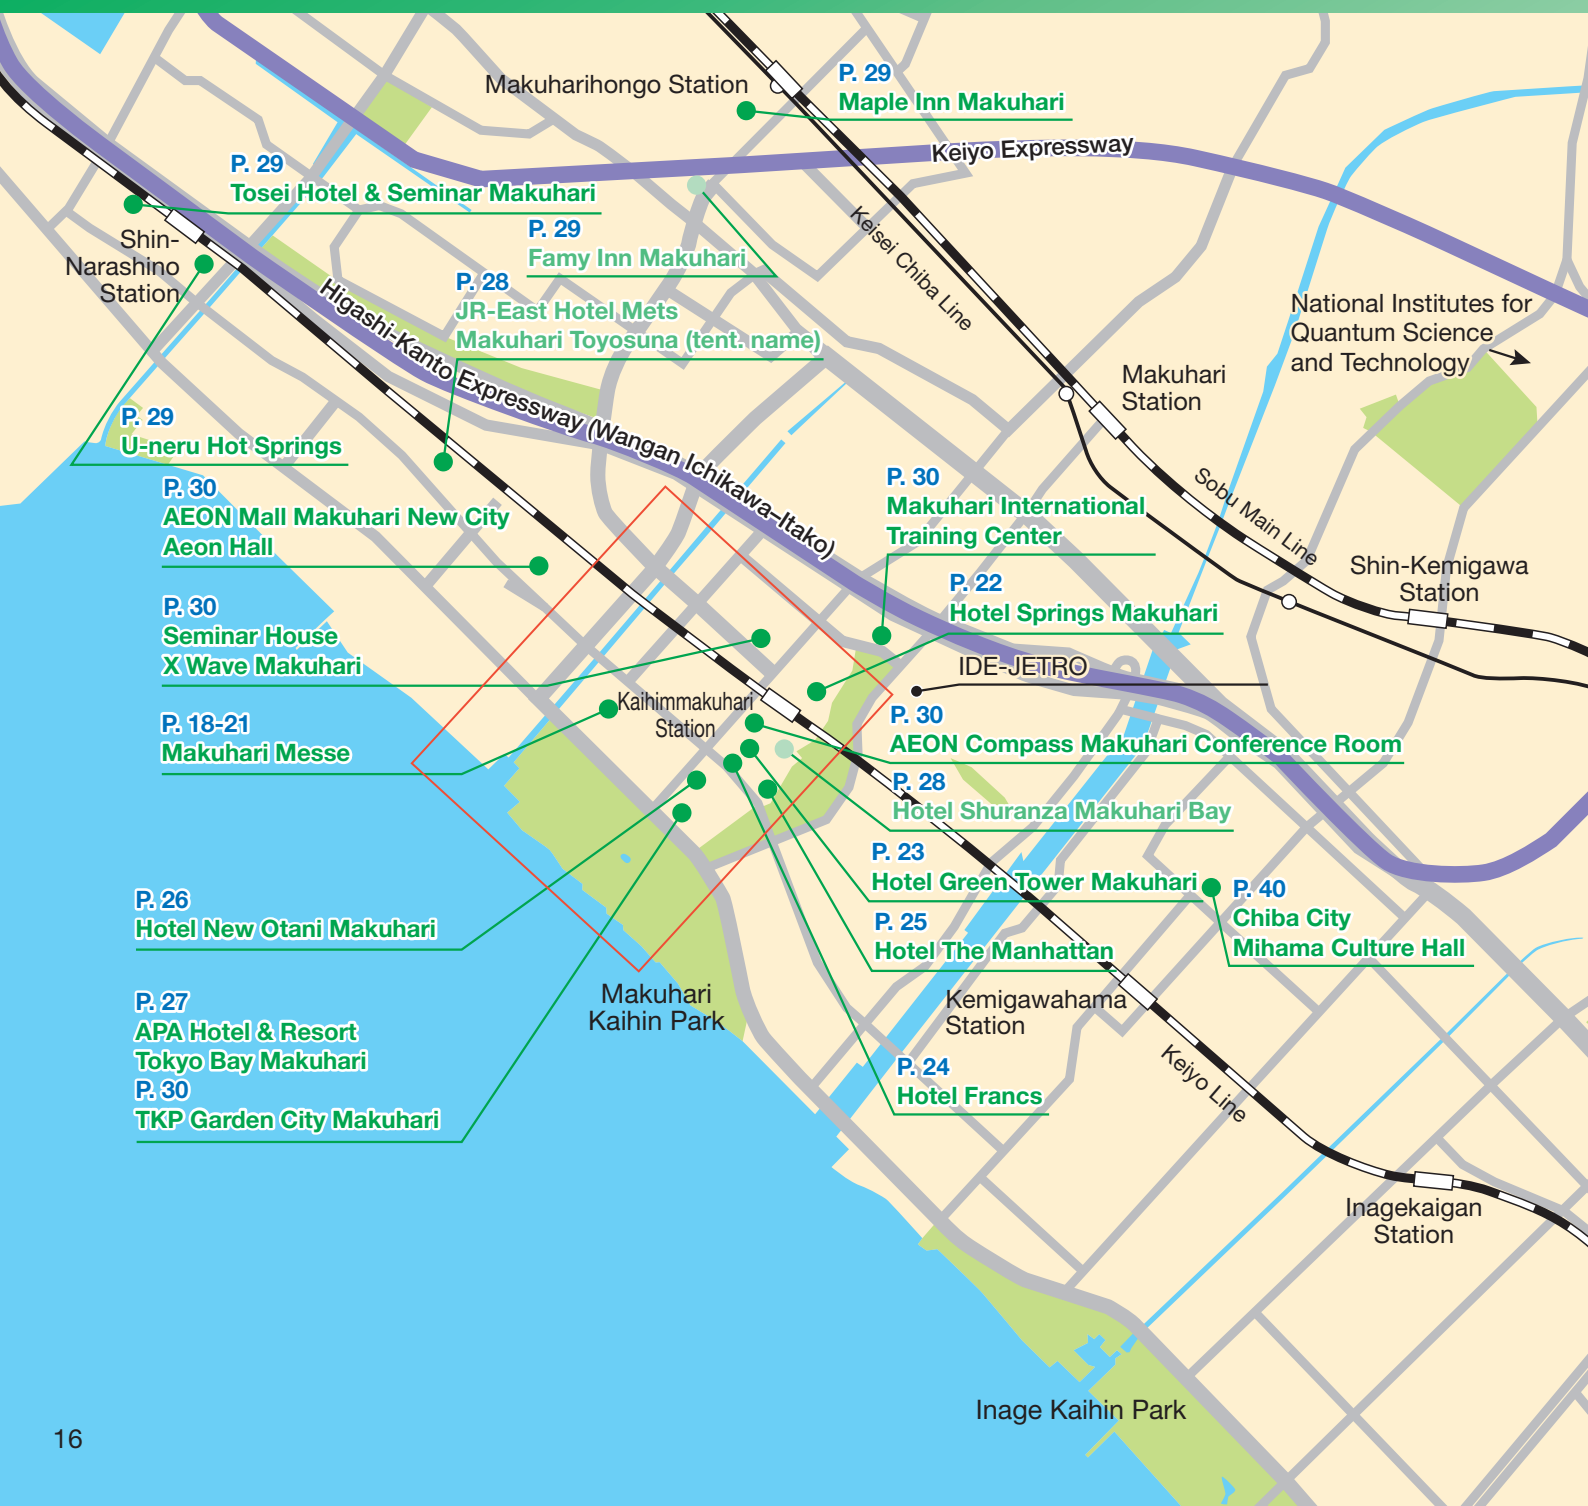 Makuharihongo Station
P. 29
Maple Inn Makuhari
Keiyo Expressway
P. 29
Tosei Hotel & Seminar Makuhari
Shin-
Narashino
Station
P. 29
Famy Inn Makuhari
Keisei Chiba Line
P. 28
JR-East Hotel Mets
Makuhari Toyosuna (tent. name)
Higashi-Kanto Expressway (Wangan Ichikawa–Itako)
National Institutes for
Quantum Science
and Technology
Makuhari
Station
P. 29
U-neru Hot Springs
P. 30
AEON Mall Makuhari New City
Aeon Hall
P. 30
Makuhari International
Training Center
Sobu Main Line
Shin-Kemigawa
Station
P. 22
Hotel Springs Makuhari
P. 30
Seminar House
X Wave Makuhari
IDE-JETRO
Kaihimmakuhari
Station
P. 18-21
Makuhari Messe
P. 30
AEON Compass Makuhari Conference Room
P. 28
Hotel Shuranza Makuhari Bay
P. 23
Hotel Green Tower Makuhari
P. 40
Chiba City
Mihama Culture Hall
P. 26
Hotel New Otani Makuhari
P. 25
Hotel The Manhattan
Makuhari
Kaihin Park
Kemigawahama
Station
P. 27
APA Hotel & Resort
Tokyo Bay Makuhari
P. 30
TKP Garden City Makuhari
P. 24
Hotel Francs
Keiyo Line
Inagekaigan
Station
Inage Kaihin Park
16